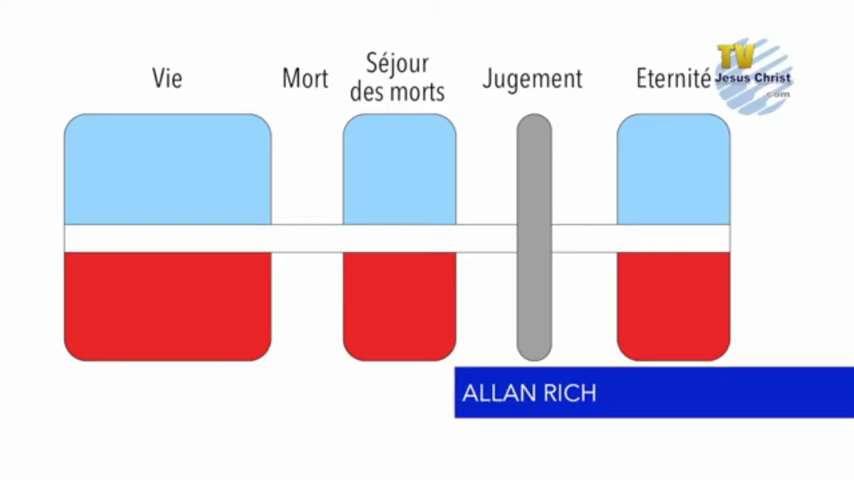 Vie
Mort
Séjour
des morts
Jugement
Eternité
TV
Jesus Christ
.com
ALLAN RICH